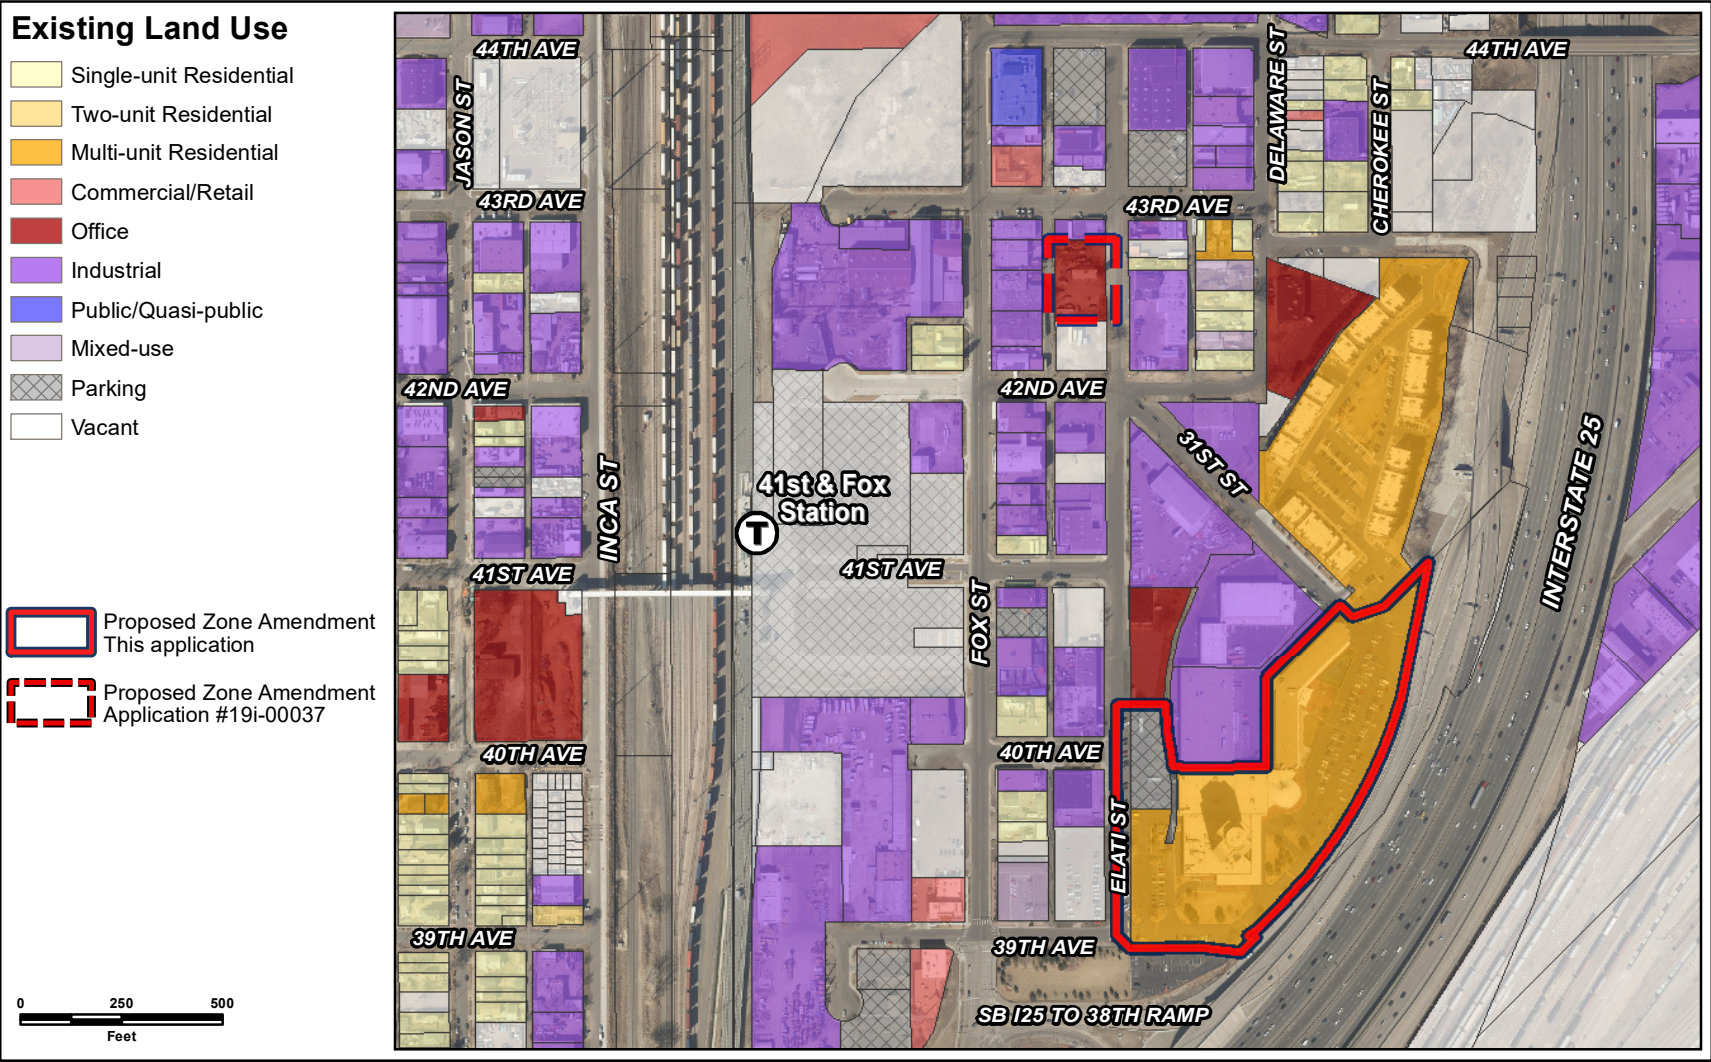 Existing Land Use
Single-unit Residential
Two-unit Residential
Multi-unit Residential
Commercial/Retail
Office
Industrial
Public/Quasi-public
Mixed-use
Parking
Vacant
Proposed Zone Amendment
This application
Proposed Zone Amendment
Application #19i-00037
0 250 500
Feet
44TH AVE
44TH AVE
JASON ST
DELAWARE ST
CHEROKEE ST
43RD AVE
43RD AVE
42ND AVE
42ND AVE
31ST ST
INCA ST
41st & Fox
Station
T
INTERSTATE 25
41ST AVE
41ST AVE
FOX ST
40TH AVE
40TH AVE
ELATI ST
39TH AVE
39TH AVE
SB I25 TO 38TH RAMP